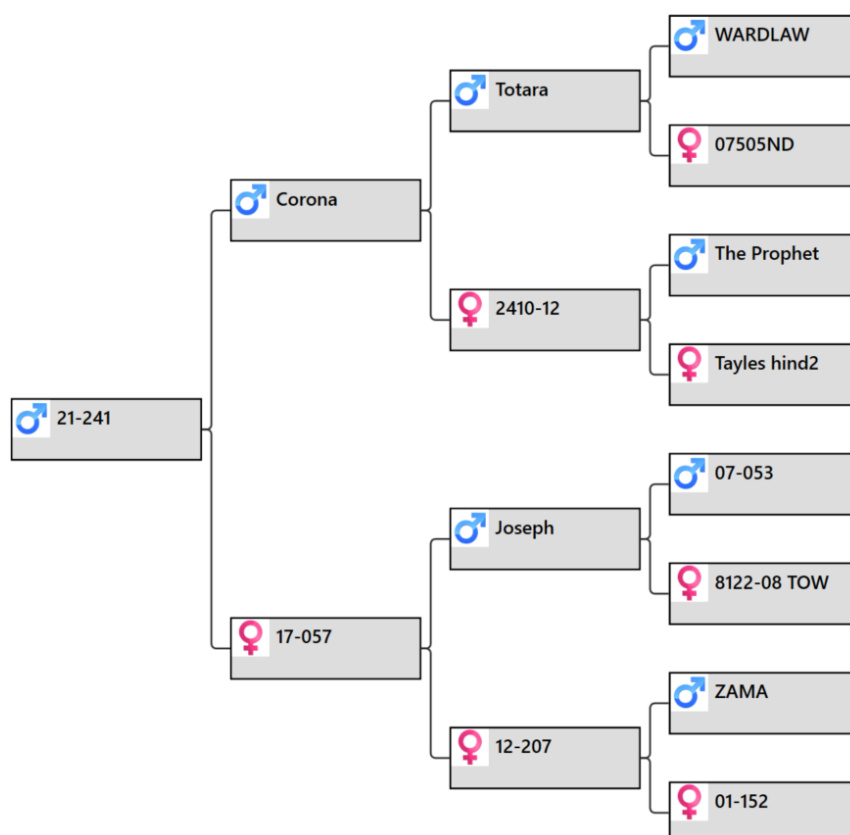 WARDLAW
Totara
07505ND
Corona
The Prophet
2410-12
Tayles hind2
21-241
07-053
Joseph
8122-08 TOW
17-057
ZAMA
12-207
01-152